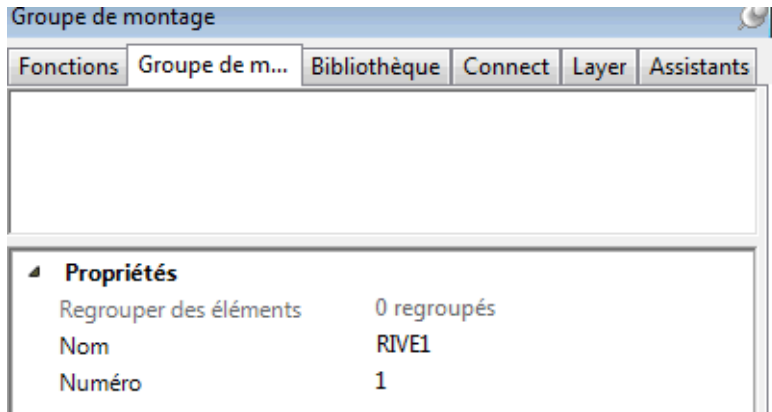 Groupe de montage
Fonctions Groupe de m... Bibliothèque Connect Layer Assistants
Propriétés
Regrouper des éléments 0 regroupés
Nom RIVE1
Numéro 1